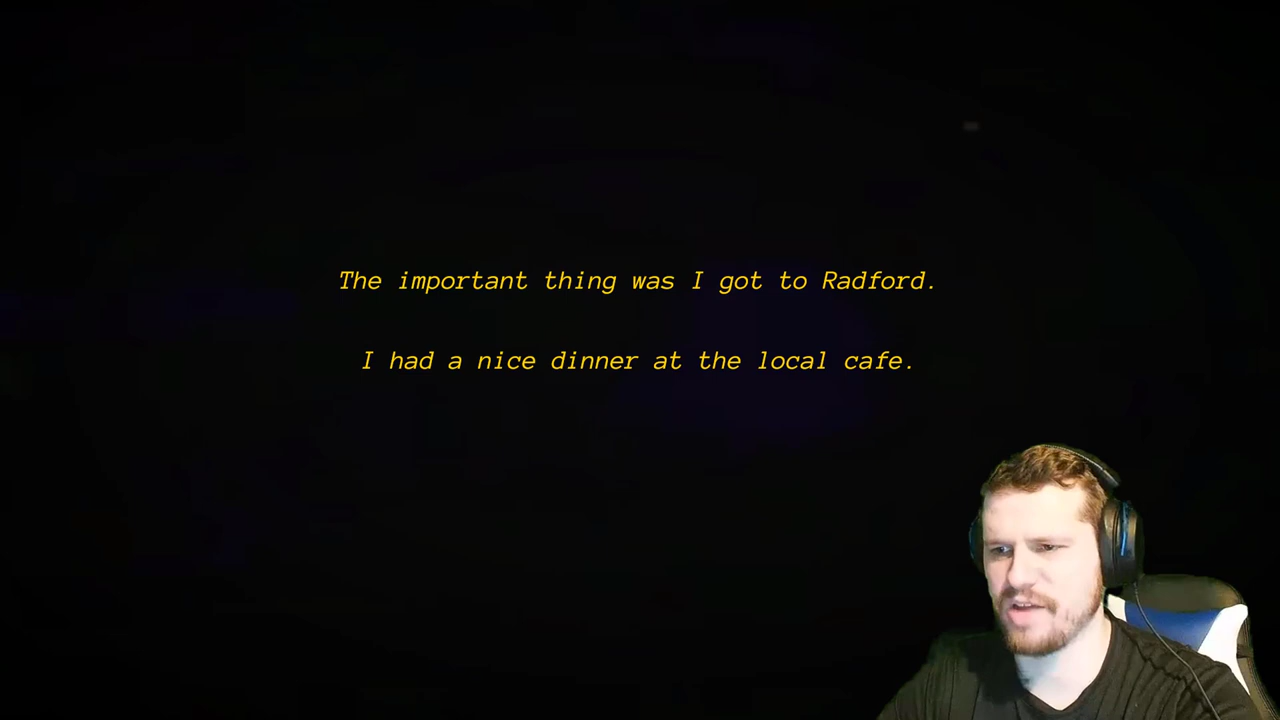 The important thing was I got to Radford.
I had a nice dinner at the local cafe.